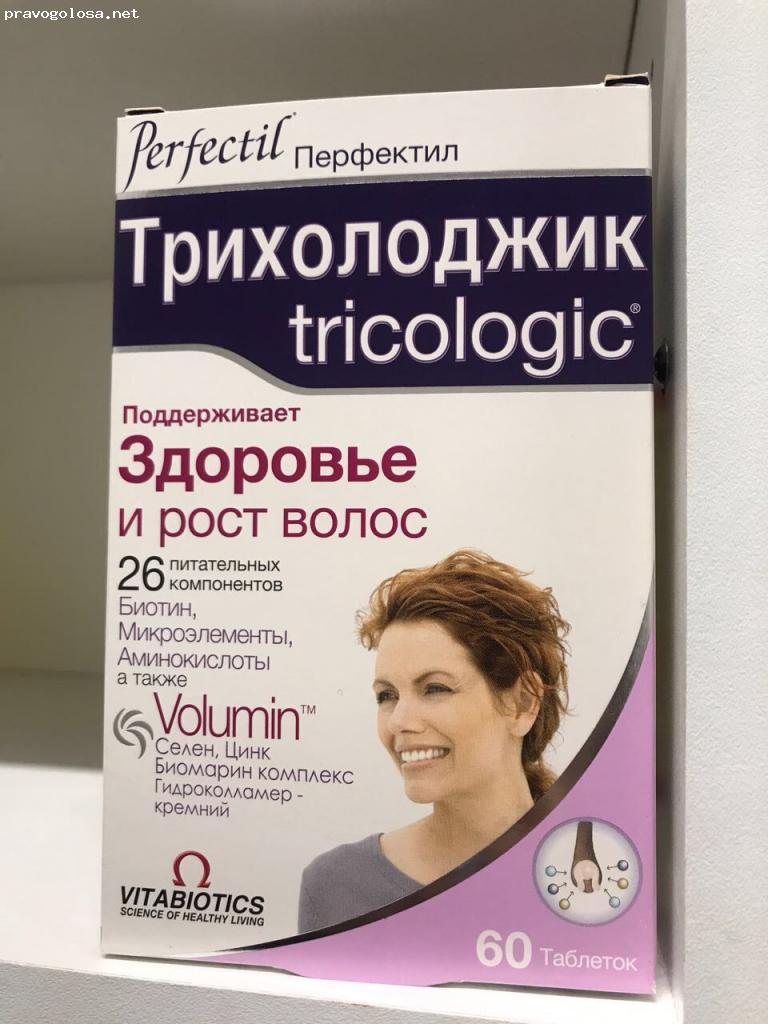 pravogolosa.net
Perfectil® Перфектил
Трихолоджик
tricologic®
Поддерживает
Здоровье
и рост волос
26 питательных
компонентов
Биотин,
Микроэлементы,
Аминокислоты
а также
Volumin™
Селен, Цинк
Биомарин комплекс
Гидроколламер -
кремний
VITABIOTICS
SCIENCE OF HEALTHY LIVING
60 Таблеток